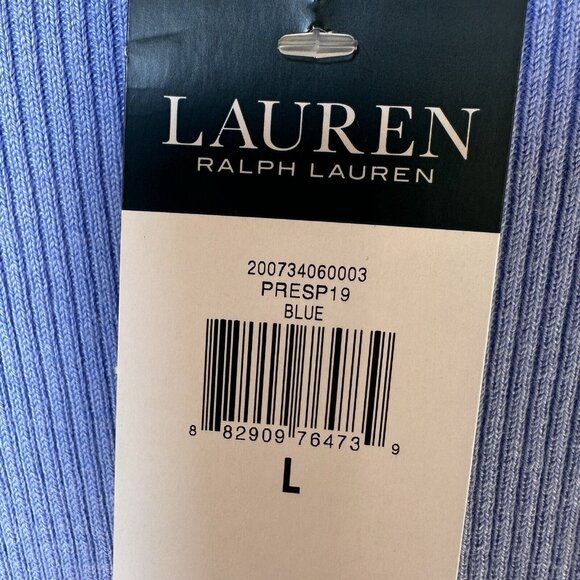 LAUREN
RALPH LAUREN
200734060003
PRESP19
BLUE
8 82909 76473 9
L